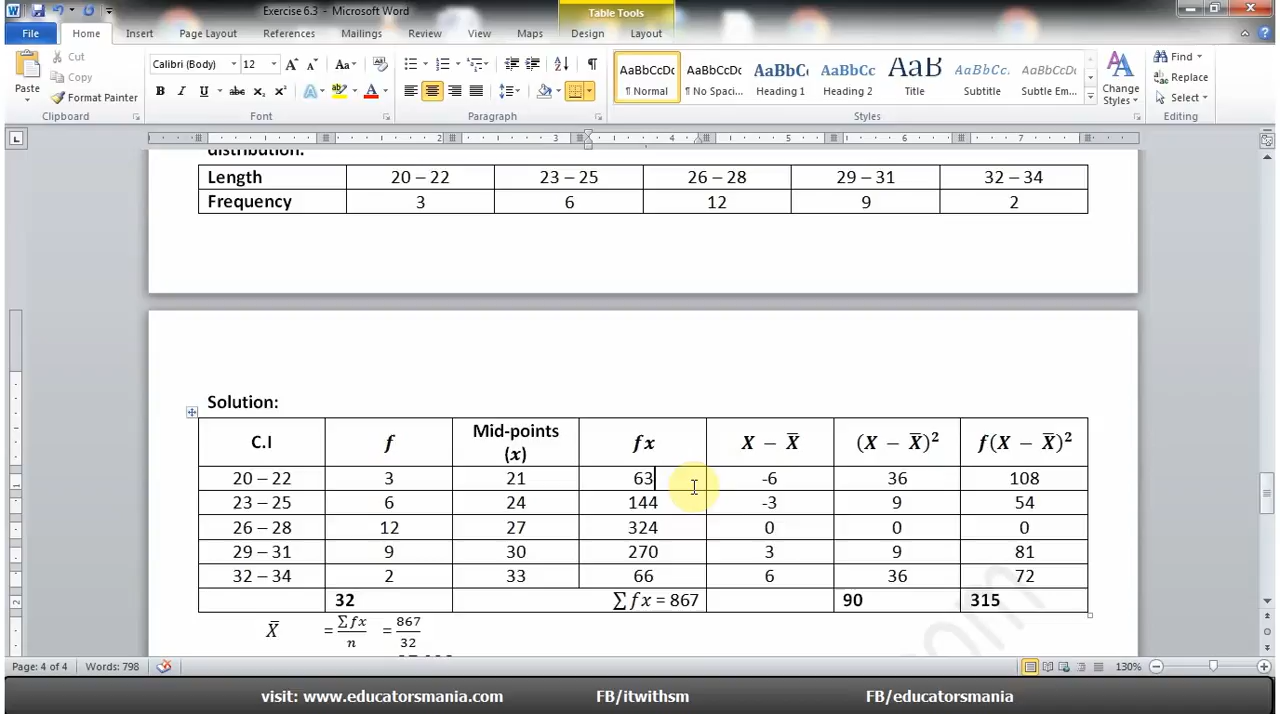 Exercise 6.3 - Microsoft Word
Table Tools
File Home Insert Page Layout References Mailings Review View Maps Design Layout
Paste
Cut
Copy
Format Painter
Clipboard
Calibri (Body) 12
Font
Paragraph
AaBbCcDc AaBbCcDc AaBbCc AaBbCc AaB AaBbCcL AaBbCcDc
¶ Normal ¶ No Spaci... Heading 1 Heading 2 Title Subtitle Subtle Em...
Styles
Change
Styles
Find
Replace
Select
Editing
distribution:
Length 20 – 22 23 – 25 26 – 28 29 – 31 32 – 34
Frequency 3 6 12 9 2
Solution:
C.I f Mid-points (x) fx X − X̄ (X − X̄)² f(X − X̄)²
20 – 22 3 21 63 -6 36 108
23 – 25 6 24 144 -3 9 54
26 – 28 12 27 324 0 0 0
29 – 31 9 30 270 3 9 81
32 – 34 2 33 66 6 36 72
32 ∑fx = 867 90 315
X̄ = ∑fx/n = 867/32
Page: 4 of 4 Words: 798 130%
visit: www.educatorsmania.com FB/itwithsm FB/educatorsmania